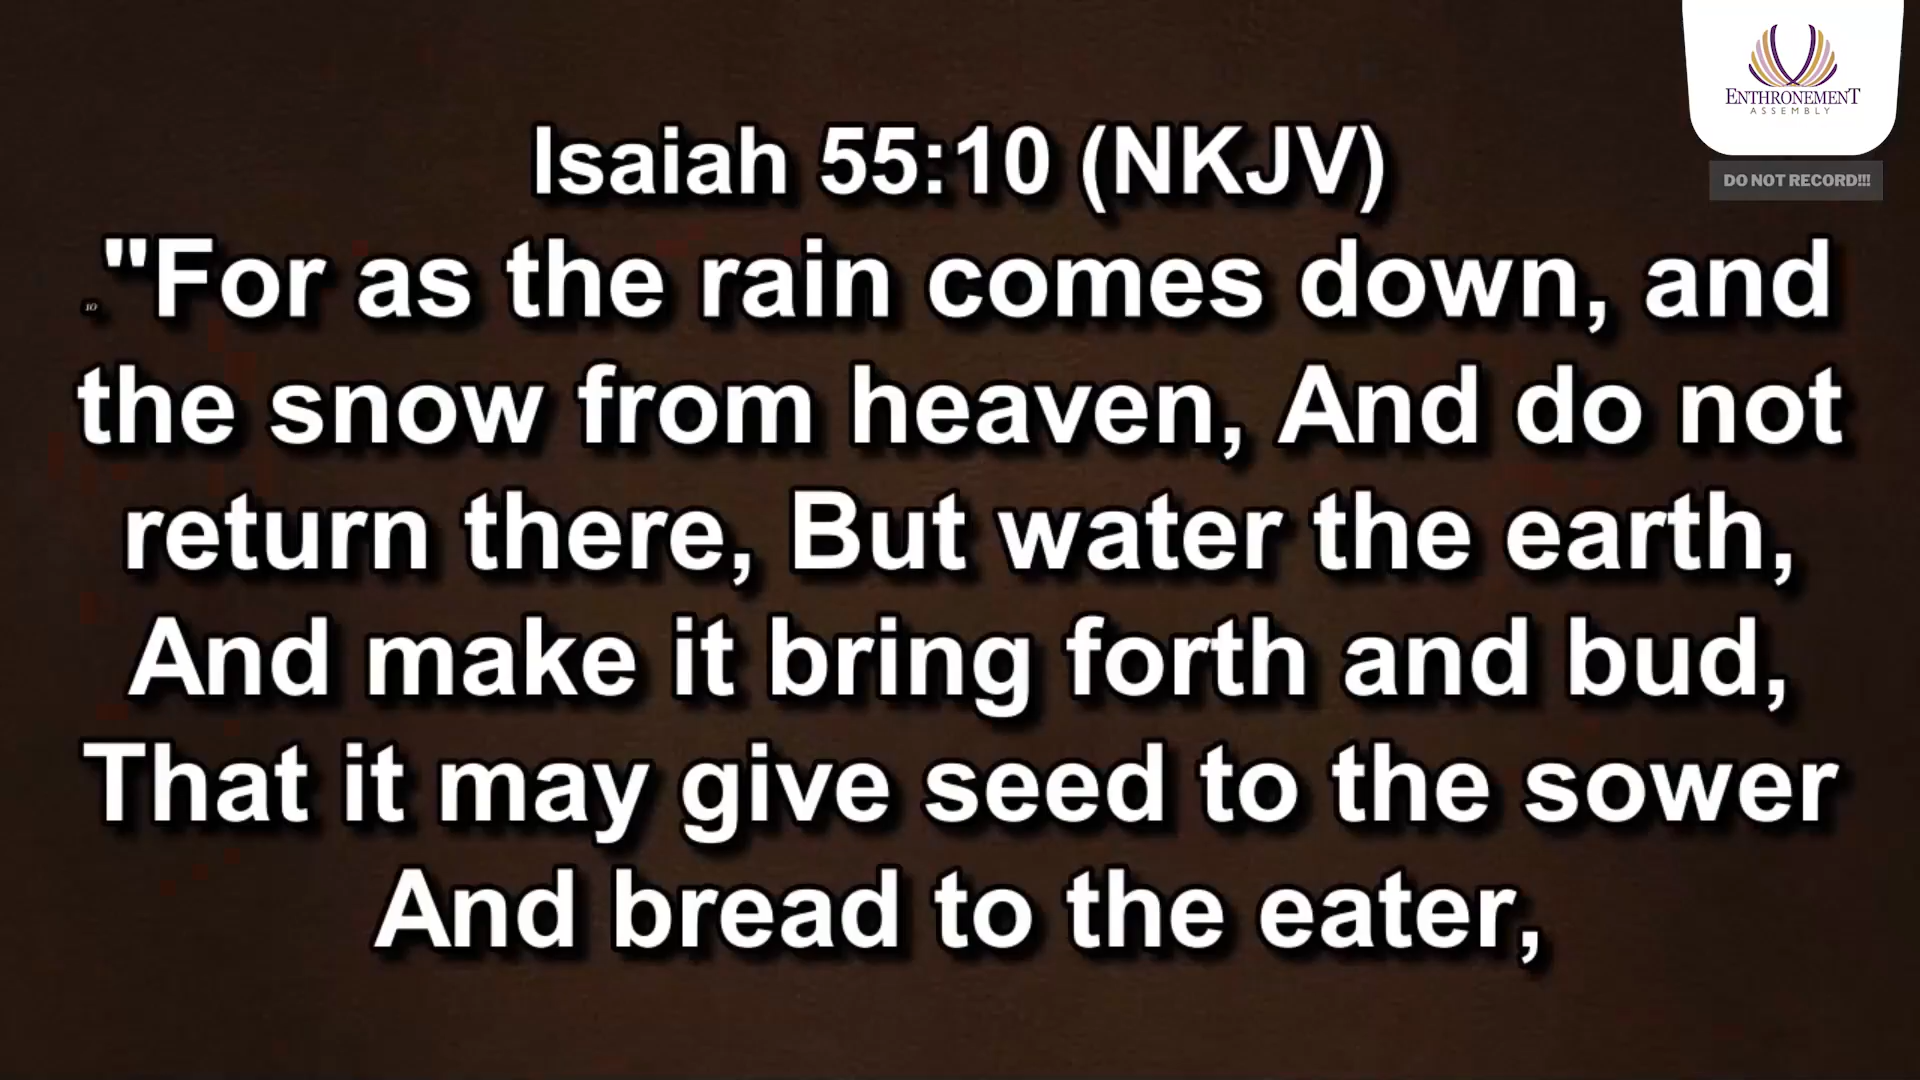 ENTHRONEMENT
ASSEMBLY
DO NOT RECORD!!!
Isaiah 55:10 (NKJV)
10 "For as the rain comes down, and
the snow from heaven, And do not
return there, But water the earth,
And make it bring forth and bud,
That it may give seed to the sower
And bread to the eater,